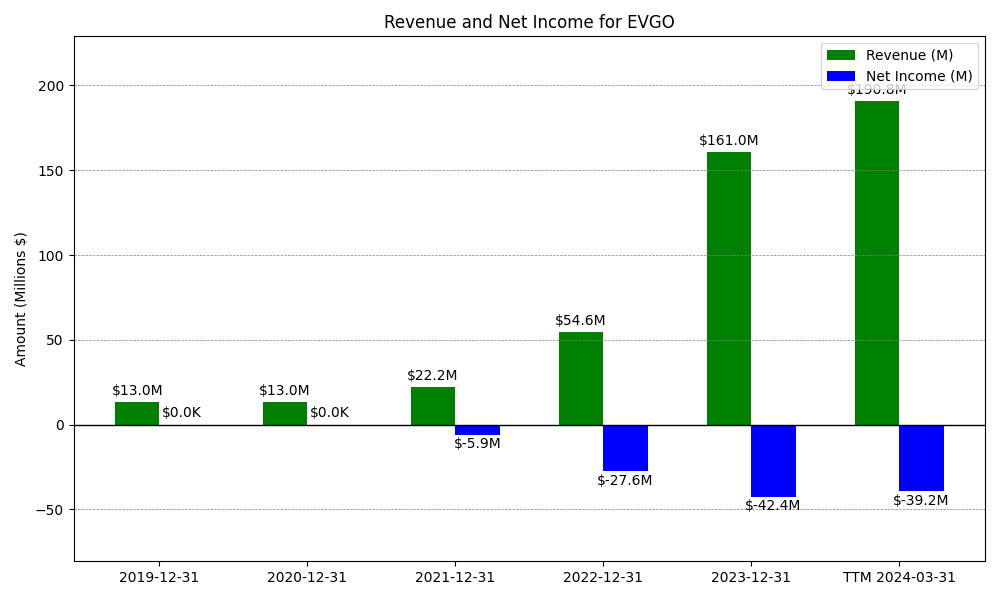 Revenue and Net Income for EVGO
Revenue (M)
Net Income (M)
Amount (Millions $)
200
150
100
50
0
−50
$13.0M
$0.0K
$13.0M
$0.0K
$22.2M
$-5.9M
$54.6M
$-27.6M
$161.0M
$-42.4M
$190.8M
$-39.2M
2019-12-31
2020-12-31
2021-12-31
2022-12-31
2023-12-31
TTM 2024-03-31